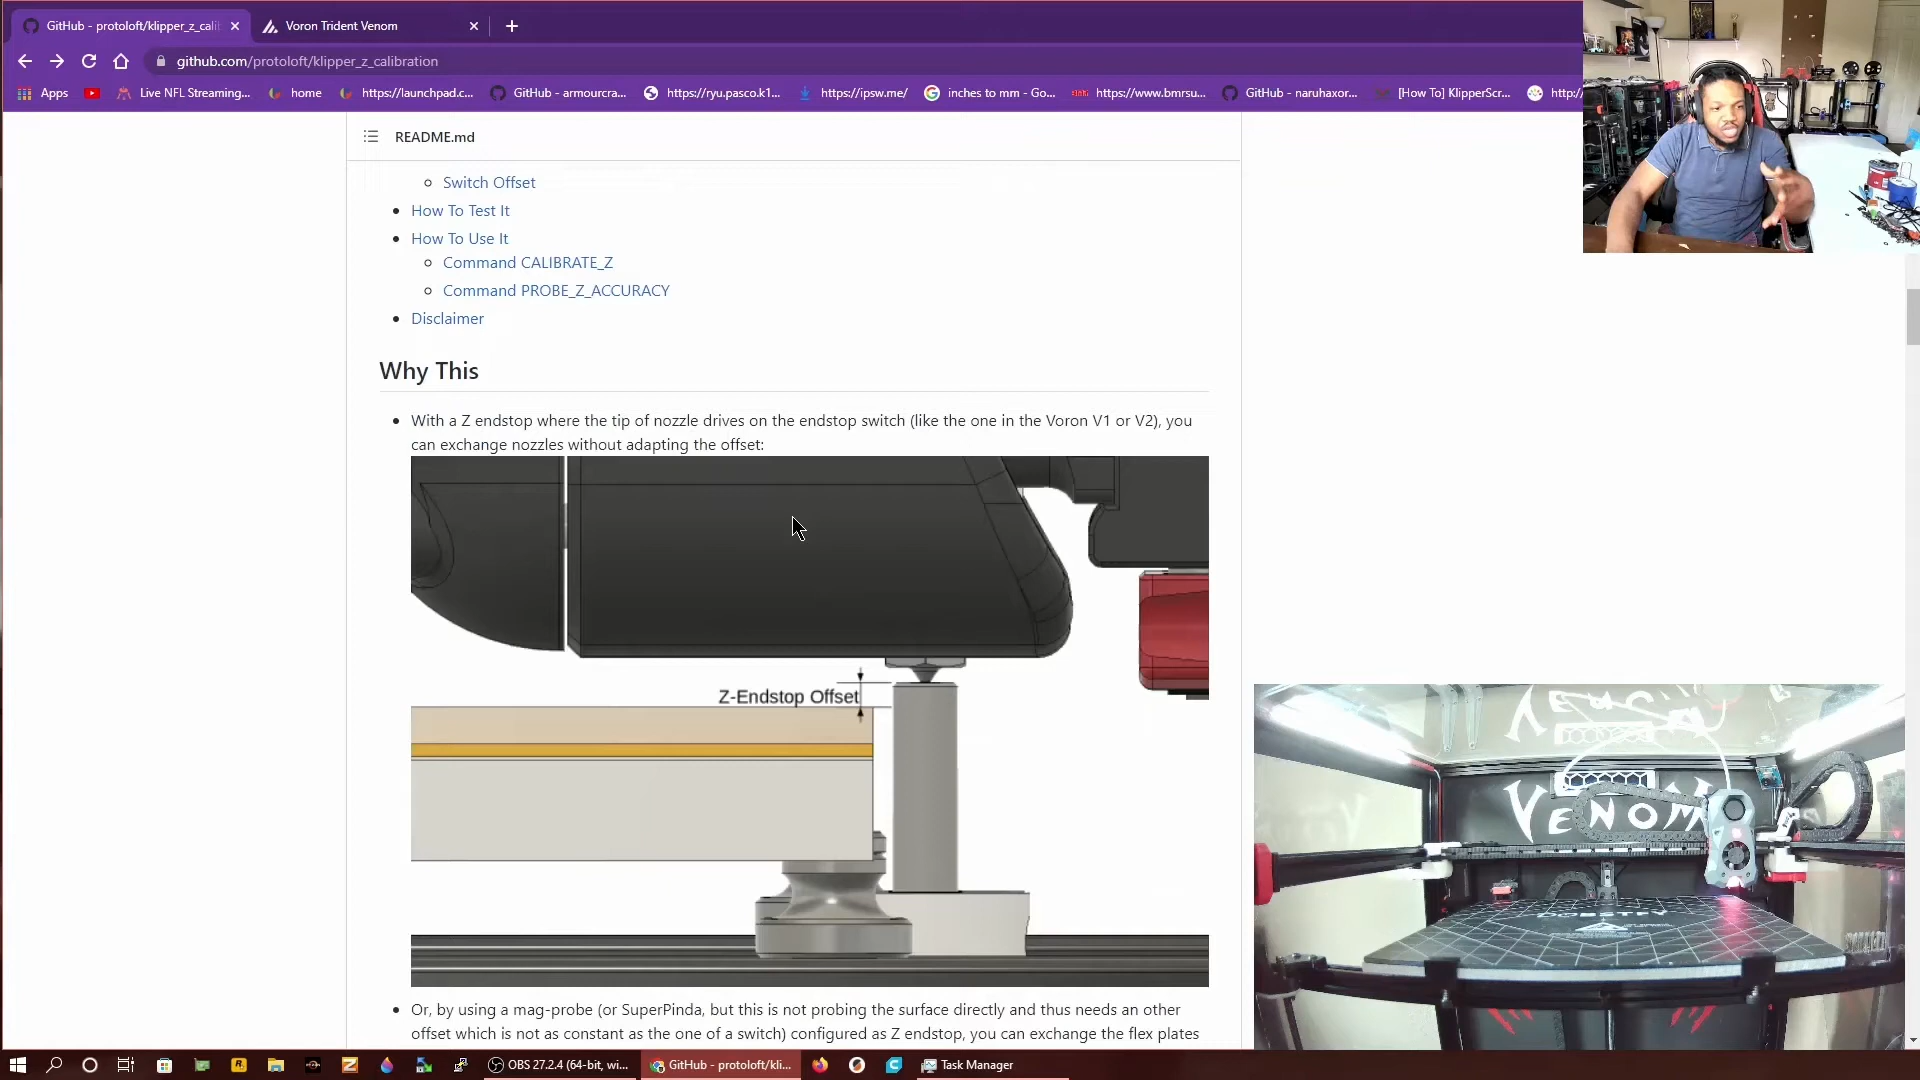 GitHub - protoloft/klipper_z_cali
Voron Trident Venom
github.com/protoloft/klipper_z_calibration
Apps
Live NFL Streaming...
home
https://launchpad.c...
GitHub - armourcra...
https://ryu.pasco.k1...
https://ipsw.me/
inches to mm - Go...
https://www.bmrsu...
GitHub - naruhaxor...
[How To] KlipperScr...
http:/
README.md
Switch Offset
How To Test It
How To Use It
Command CALIBRATE_Z
Command PROBE_Z_ACCURACY
Disclaimer
Why This
With a Z endstop where the tip of nozzle drives on the endstop switch (like the one in the Voron V1 or V2), you
can exchange nozzles without adapting the offset:
Z-Endstop Offset
Or, by using a mag-probe (or SuperPinda, but this is not probing the surface directly and thus needs an other
offset which is not as constant as the one of a switch) configured as Z endstop, you can exchange the flex plates
VENOM
OBS 27.2.4 (64-bit, wi...
GitHub - protoloft/kli...
Task Manager